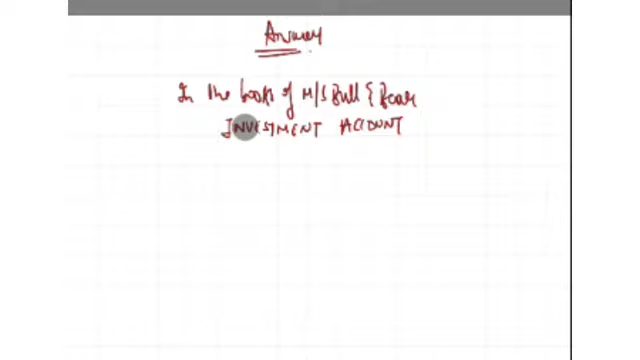 Answer
In the books of M/S Bull & Bear
INVESTMENT ACCOUNT